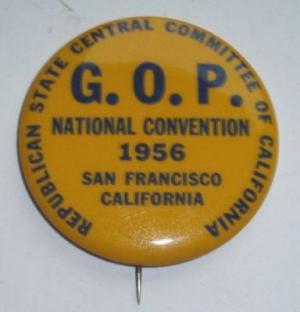 REPUBLICAN STATE CENTRAL COMMITTEE OF CALIFORNIA
G. O. P.
NATIONAL CONVENTION
1956
SAN FRANCISCO
CALIFORNIA